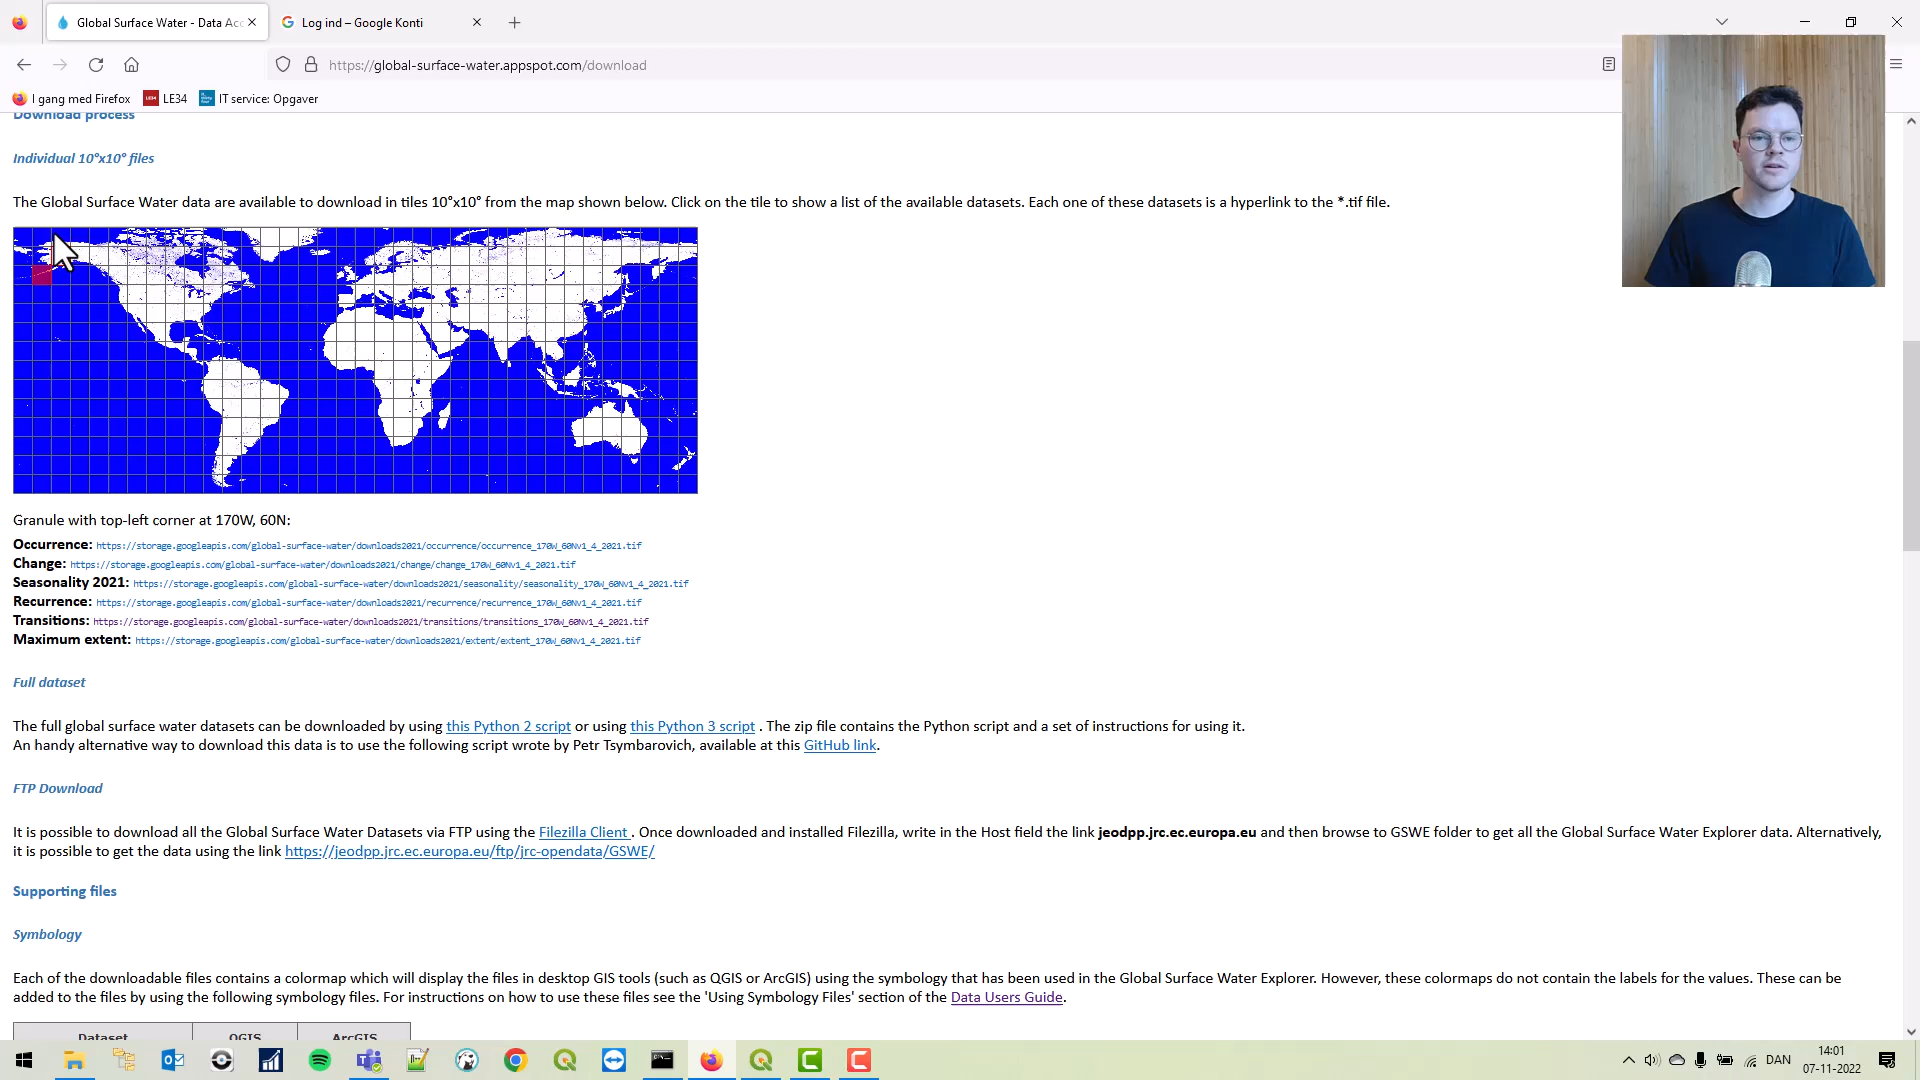 Global Surface Water - Data Acc
Log ind – Google Konti
https://global-surface-water.appspot.com/download
I gang med Firefox
LE34
IT service: Opgaver
Download process
Individual 10°x10° files
The Global Surface Water data are available to download in tiles 10°x10° from the map shown below. Click on the tile to show a list of the available datasets. Each one of these datasets is a hyperlink to the *.tif file.
Granule with top-left corner at 170W, 60N:
Occurrence: https://storage.googleapis.com/global-surface-water/downloads2021/occurrence/occurrence_170W_60Nv1_4_2021.tif
Change: https://storage.googleapis.com/global-surface-water/downloads2021/change/change_170W_60Nv1_4_2021.tif
Seasonality 2021: https://storage.googleapis.com/global-surface-water/downloads2021/seasonality/seasonality_170W_60Nv1_4_2021.tif
Recurrence: https://storage.googleapis.com/global-surface-water/downloads2021/recurrence/recurrence_170W_60Nv1_4_2021.tif
Transitions: https://storage.googleapis.com/global-surface-water/downloads2021/transitions/transitions_170W_60Nv1_4_2021.tif
Maximum extent: https://storage.googleapis.com/global-surface-water/downloads2021/extent/extent_170W_60Nv1_4_2021.tif
Full dataset
The full global surface water datasets can be downloaded by using this Python 2 script or using this Python 3 script . The zip file contains the Python script and a set of instructions for using it.
An handy alternative way to download this data is to use the following script wrote by Petr Tsymbarovich, available at this GitHub link.
FTP Download
It is possible to download all the Global Surface Water Datasets via FTP using the Filezilla Client . Once downloaded and installed Filezilla, write in the Host field the link jeodpp.jrc.ec.europa.eu and then browse to GSWE folder to get all the Global Surface Water Explorer data. Alternatively,
it is possible to get the data using the link https://jeodpp.jrc.ec.europa.eu/ftp/jrc-opendata/GSWE/
Supporting files
Symbology
Each of the downloadable files contains a colormap which will display the files in desktop GIS tools (such as QGIS or ArcGIS) using the symbology that has been used in the Global Surface Water Explorer. However, these colormaps do not contain the labels for the values. These can be
added to the files by using the following symbology files. For instructions on how to use these files see the 'Using Symbology Files' section of the Data Users Guide.
Dataset QGIS ArcGIS
DAN
14:01
07-11-2022